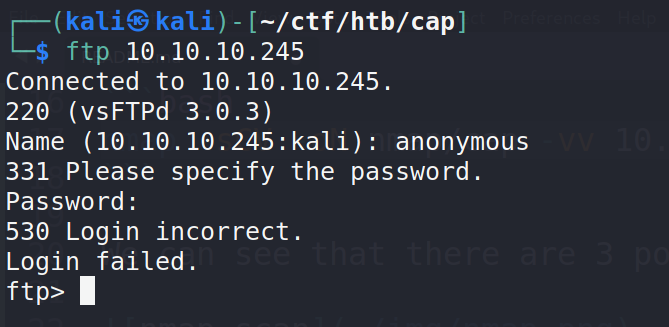 ┌──(kali㉿kali)-[~/ctf/htb/cap]
└─$ ftp 10.10.10.245
Connected to 10.10.10.245.
220 (vsFTPd 3.0.3)
Name (10.10.10.245:kali): anonymous
331 Please specify the password.
Password:
530 Login incorrect.
Login failed.
ftp>